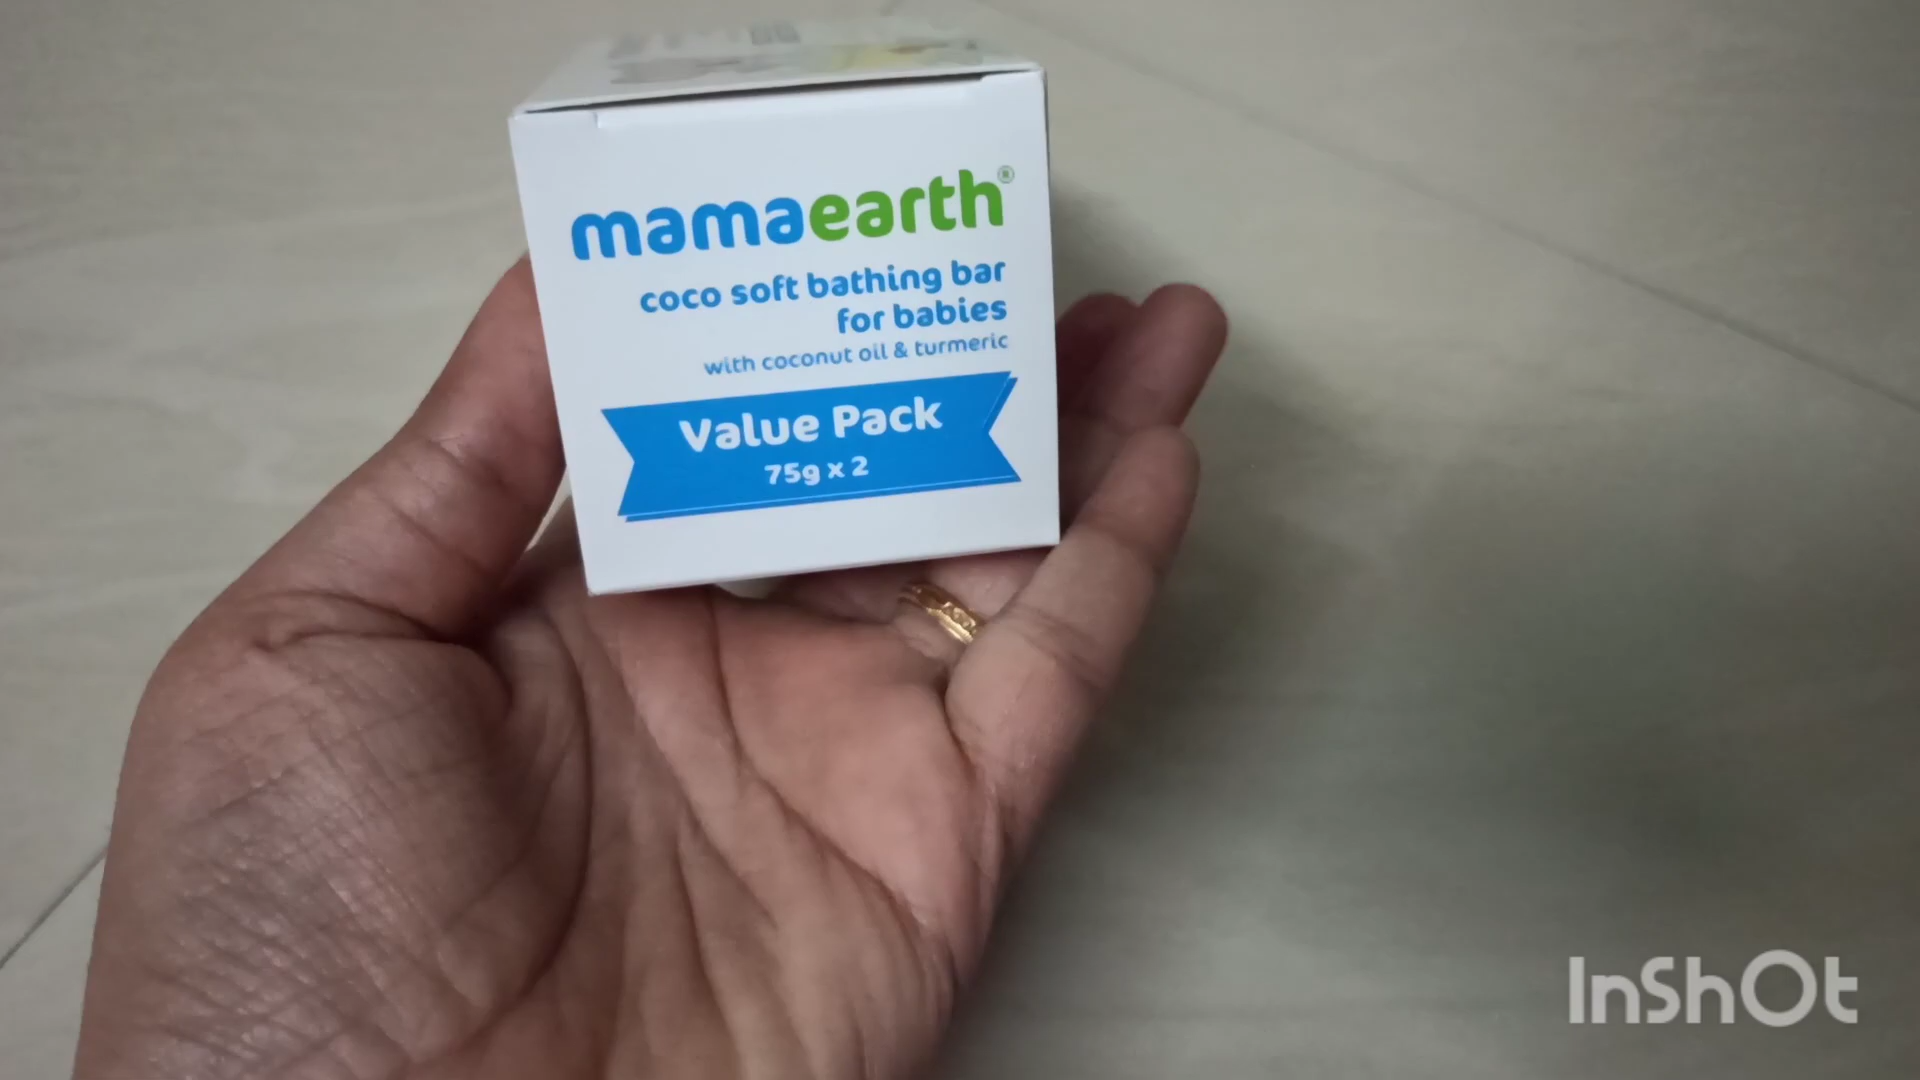 mamaearth®
coco soft bathing bar
for babies
with coconut oil & turmeric
Value Pack
75g x 2
InShOt